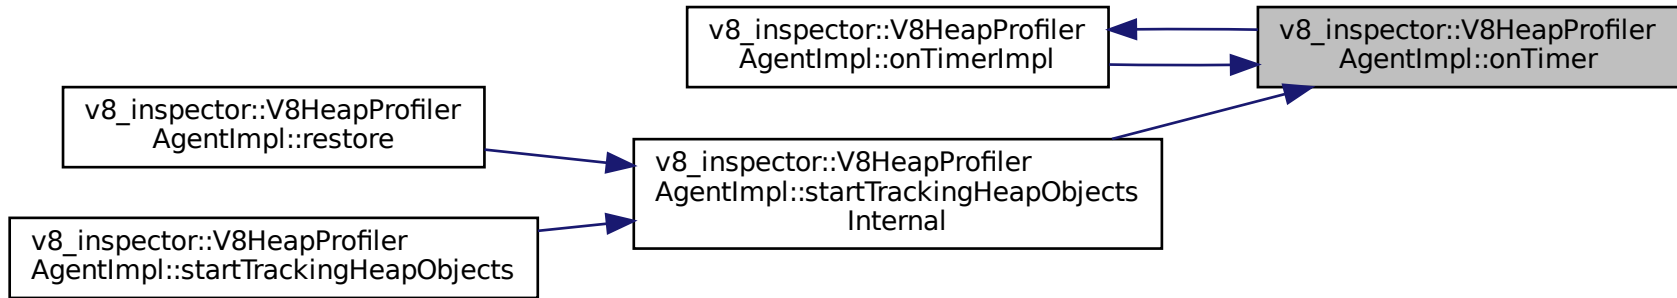 v8_inspector::V8HeapProfiler
AgentImpl::onTimerImpl
v8_inspector::V8HeapProfiler
AgentImpl::onTimer
v8_inspector::V8HeapProfiler
AgentImpl::restore
v8_inspector::V8HeapProfiler
AgentImpl::startTrackingHeapObjects
Internal
v8_inspector::V8HeapProfiler
AgentImpl::startTrackingHeapObjects